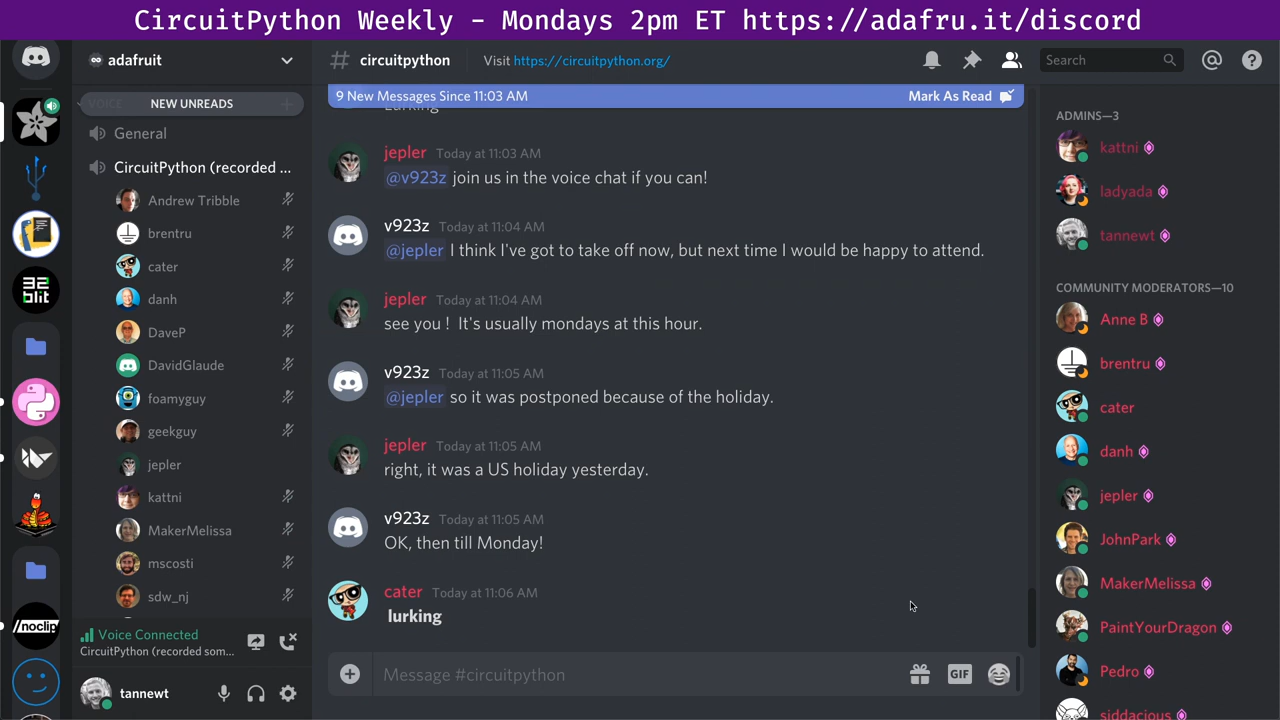 CircuitPython Weekly - Mondays 2pm ET https://adafru.it/discord
adafruit
# circuitpython
Visit https://circuitpython.org/
Search
VOICE
NEW UNREADS
General
CircuitPython (recorded ...
Andrew Tribble
brentru
cater
danh
DaveP
DavidGlaude
foamyguy
geekguy
jepler
kattni
MakerMelissa
mscosti
sdw_nj
Voice Connected
CircuitPython (recorded som...
tannewt
32
blit
/noclip
9 New Messages Since 11:03 AM
Mark As Read
Lurking
jepler Today at 11:03 AM
@v923z join us in the voice chat if you can!
v923z Today at 11:04 AM
@jepler I think I've got to take off now, but next time I would be happy to attend.
jepler Today at 11:04 AM
see you ! It's usually mondays at this hour.
v923z Today at 11:05 AM
@jepler so it was postponed because of the holiday.
jepler Today at 11:05 AM
right, it was a US holiday yesterday.
v923z Today at 11:05 AM
OK, then till Monday!
cater Today at 11:06 AM
lurking
Message #circuitpython
GIF
ADMINS—3
kattni
ladyada
tannewt
COMMUNITY MODERATORS—10
Anne B
brentru
cater
danh
jepler
JohnPark
MakerMelissa
PaintYourDragon
Pedro
siddacious